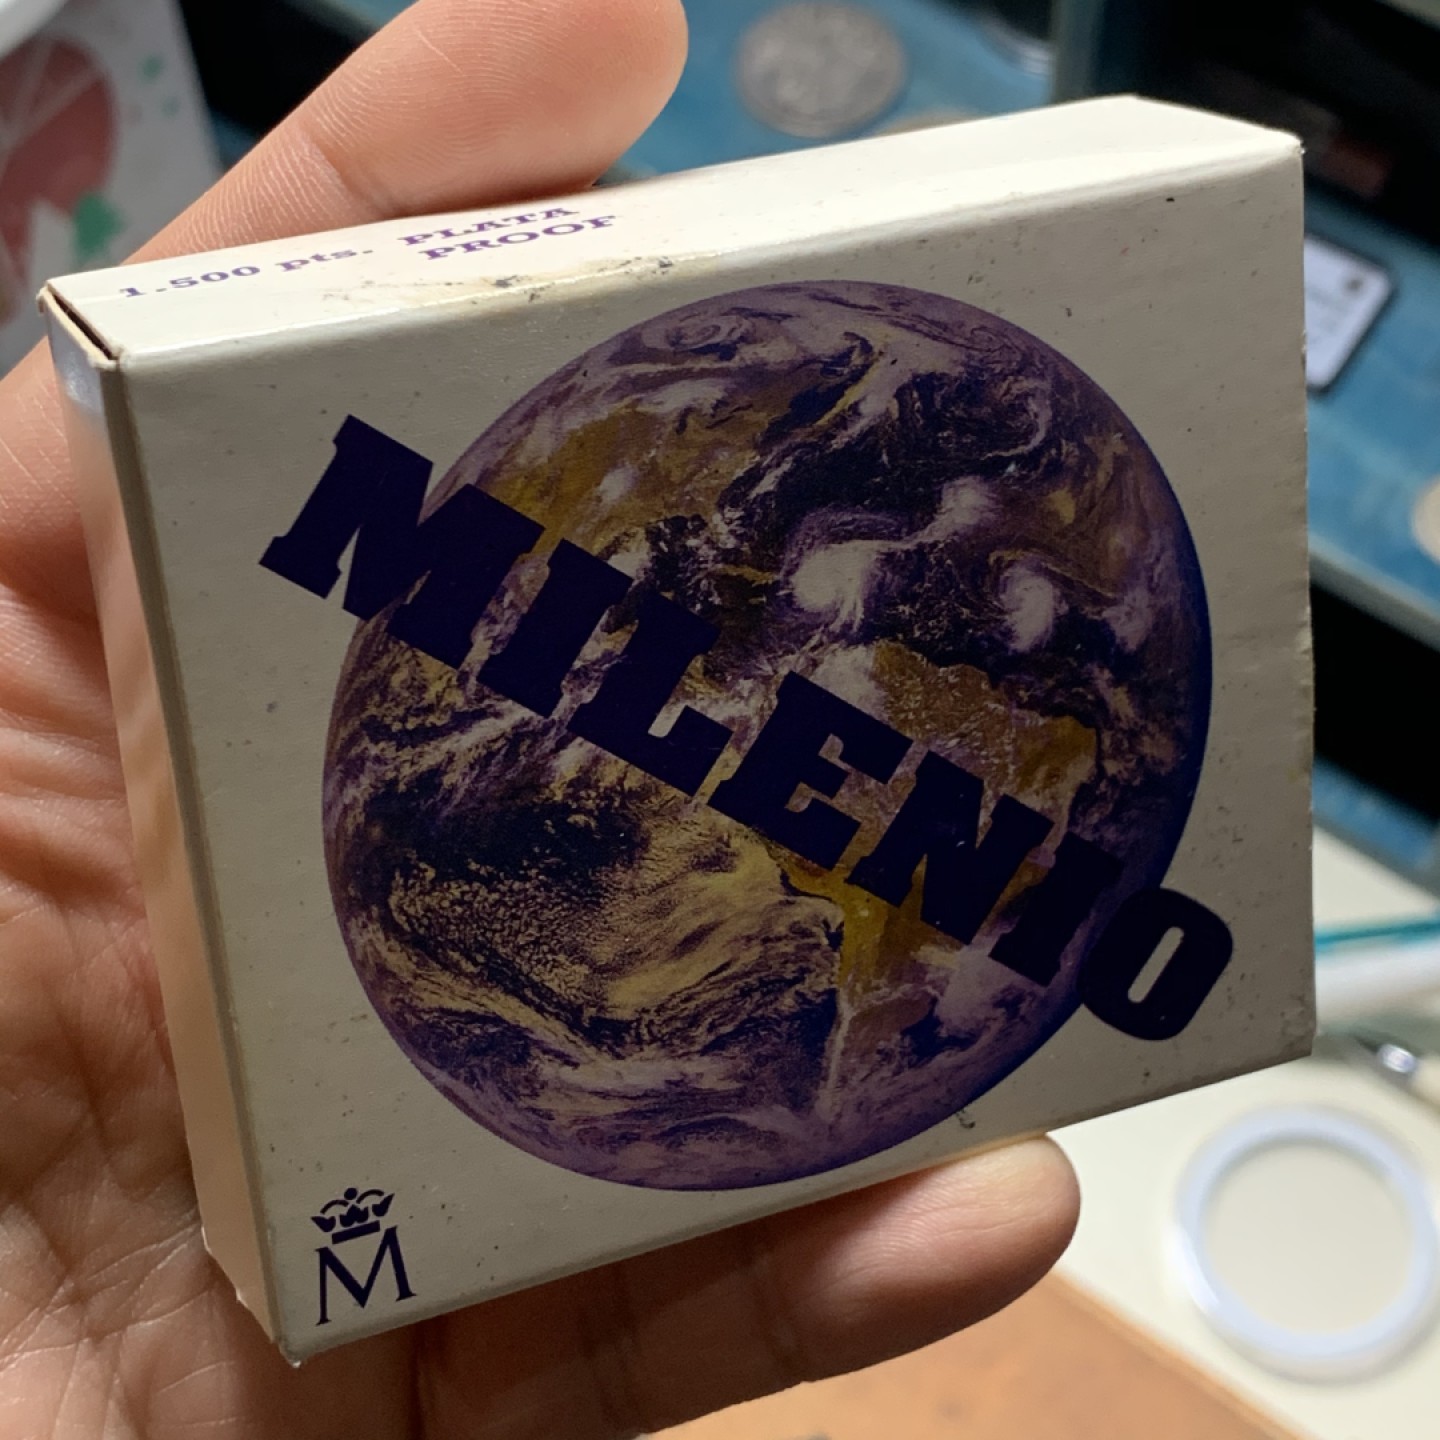 1.500 pts. PLATA
PROOF
MILENIO
M